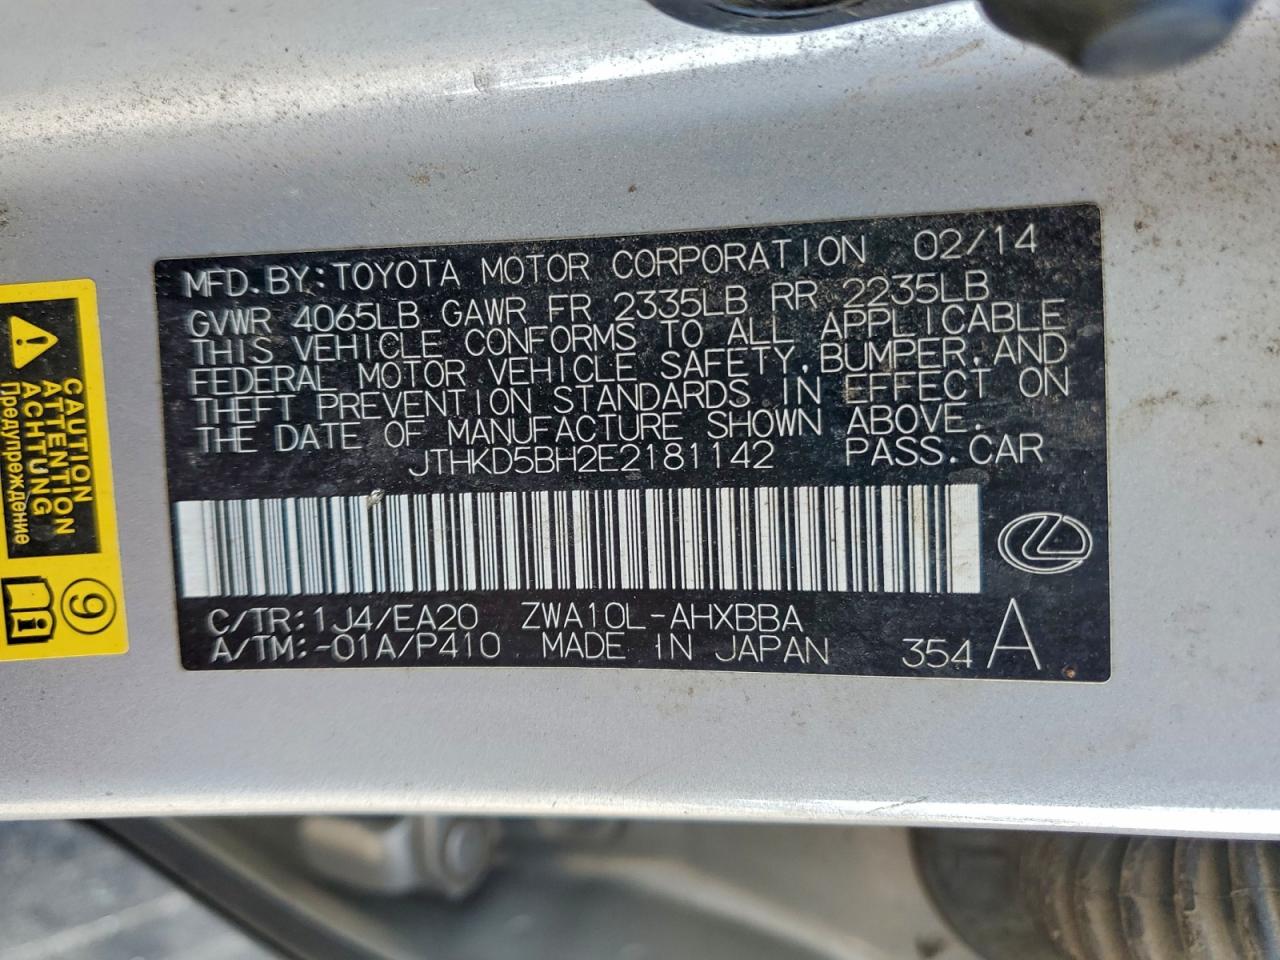 MFD. BY: TOYOTA MOTOR CORPORATION 02/14
GVWR 4065LB GAWR FR 2335LB RR 2235LB
THIS VEHICLE CONFORMS TO ALL APPLICABLE
FEDERAL MOTOR VEHICLE SAFETY, BUMPER, AND
THEFT PREVENTION STANDARDS IN EFFECT ON
THE DATE OF MANUFACTURE SHOWN ABOVE.
JTHKD5BH2E2181142 PASS. CAR
C/TR: 1J4/EA20 ZWA10L-AHXBBA
A/TM: -01A/P410 MADE IN JAPAN 354 A
CAUTION
ATTENTION
ACHTUNG
Предупреждение
9